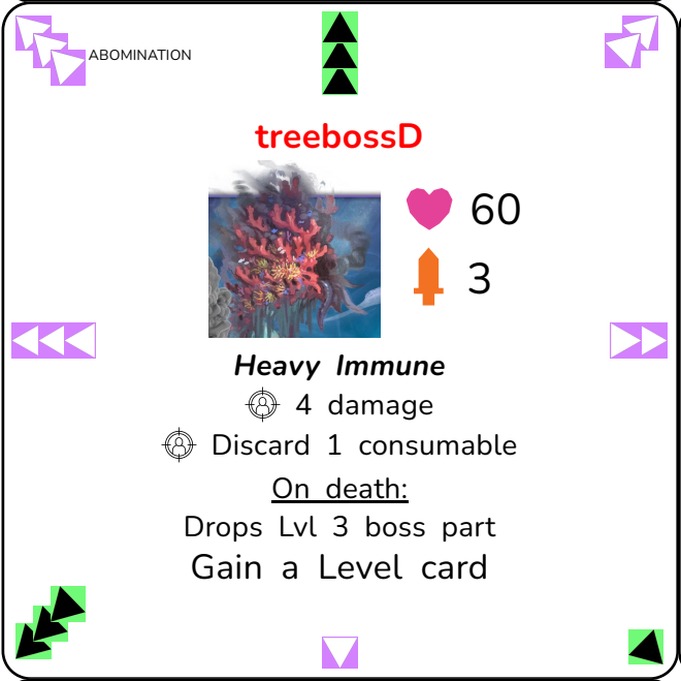 ABOMINATION
treebossD
60
3
Heavy Immune
4 damage
Discard 1 consumable
On death:
Drops Lvl 3 boss part
Gain a Level card